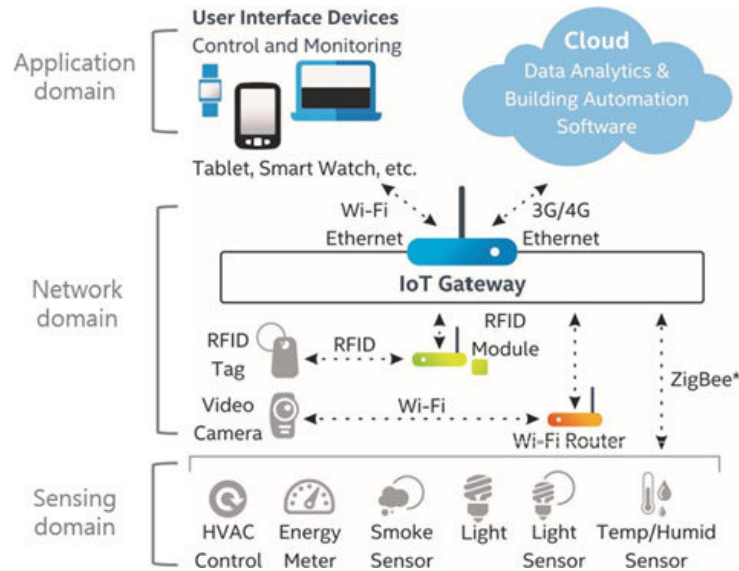 User Interface Devices
Control and Monitoring
Application
domain
Cloud
Data Analytics &
Building Automation
Software
Tablet, Smart Watch, etc.
Wi-Fi
Ethernet
3G/4G
Ethernet
Network
domain
IoT Gateway
RFID
Tag
RFID
RFID
Module
ZigBee*
Video
Camera
Wi-Fi
Wi-Fi Router
Sensing
domain
HVAC
Control
Energy
Meter
Smoke
Sensor
Light
Light
Sensor
Temp/Humid
Sensor